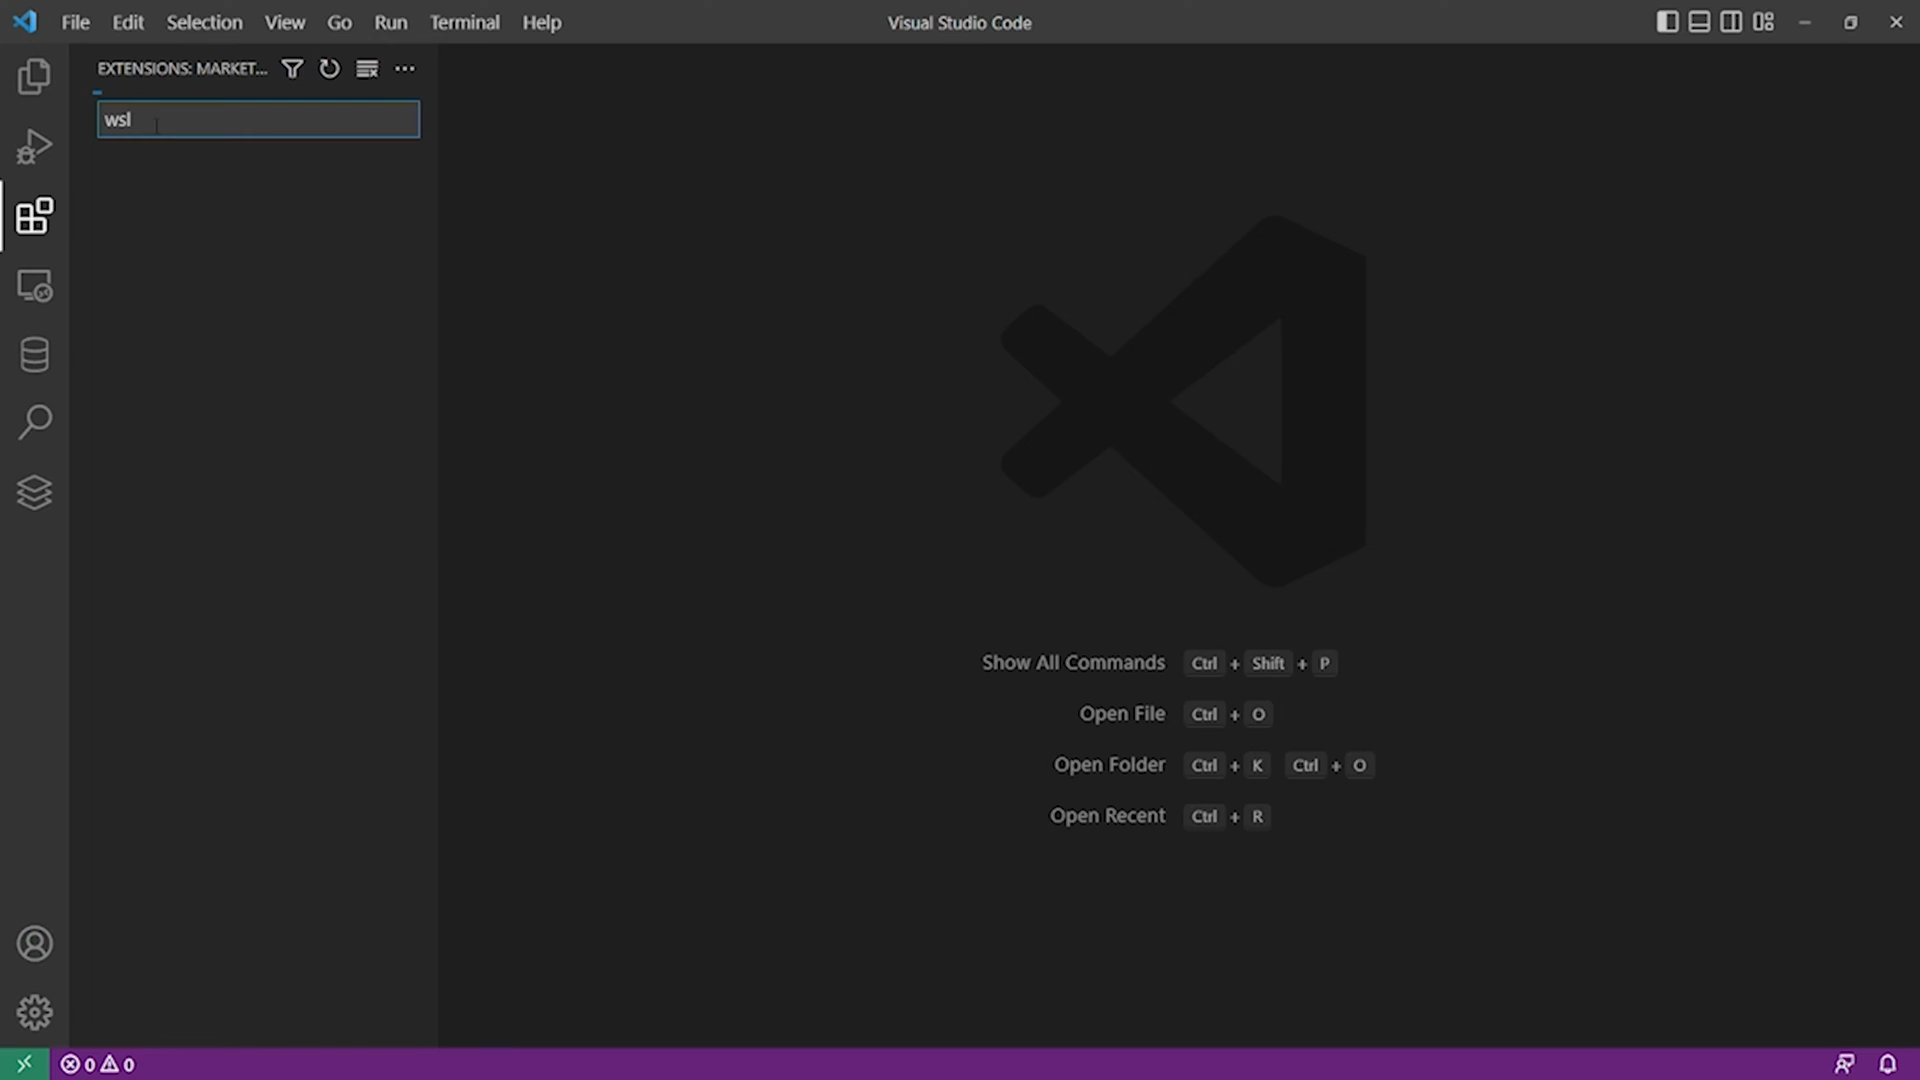 File Edit Selection View Go Run Terminal Help
Visual Studio Code
EXTENSIONS: MARKET...
wsl
Show All Commands Ctrl + Shift + P
Open File Ctrl + O
Open Folder Ctrl + K Ctrl + O
Open Recent Ctrl + R
0 0